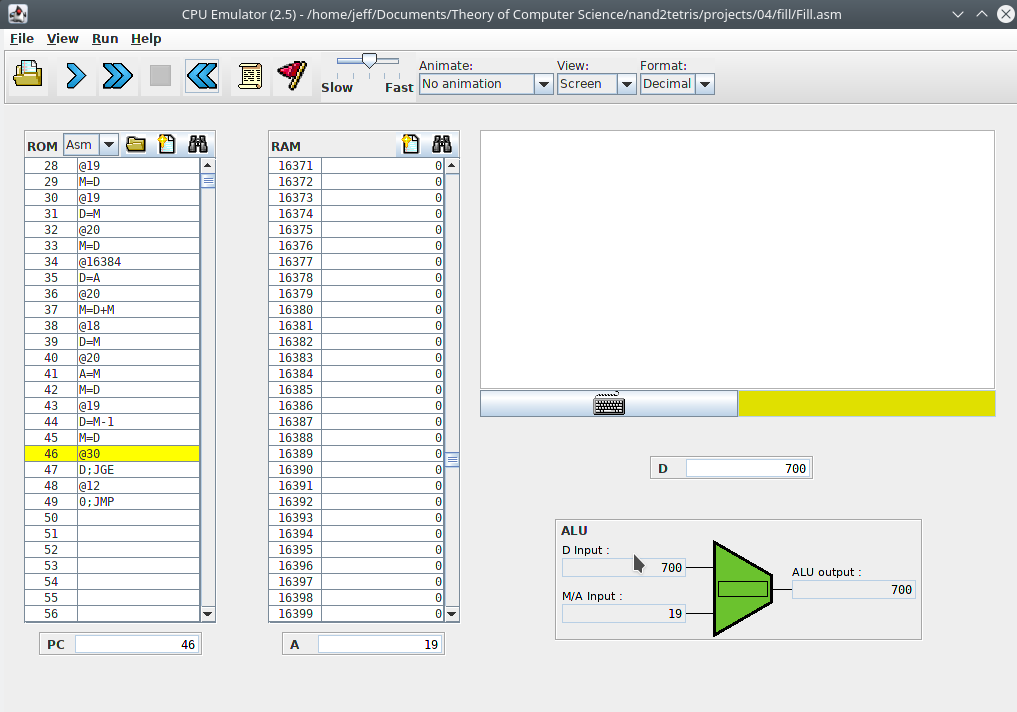 CPU Emulator (2.5) - /home/jeff/Documents/Theory of Computer Science/nand2tetris/projects/04/fill/Fill.asm
File View Run Help
Slow Fast
Animate: View: Format:
No animation Screen Decimal
ROM Asm
28 @19
29 M=D
30 @19
31 D=M
32 @20
33 M=D
34 @16384
35 D=A
36 @20
37 M=D+M
38 @18
39 D=M
40 @20
41 A=M
42 M=D
43 @19
44 D=M-1
45 M=D
46 @30
47 D;JGE
48 @12
49 0;JMP
50
51
52
53
54
55
56
PC 46
RAM
16371 0
16372 0
16373 0
16374 0
16375 0
16376 0
16377 0
16378 0
16379 0
16380 0
16381 0
16382 0
16383 0
16384 0
16385 0
16386 0
16387 0
16388 0
16389 0
16390 0
16391 0
16392 0
16393 0
16394 0
16395 0
16396 0
16397 0
16398 0
16399 0
A 19
D 700
ALU
D Input :
700
M/A Input :
19
ALU output :
700